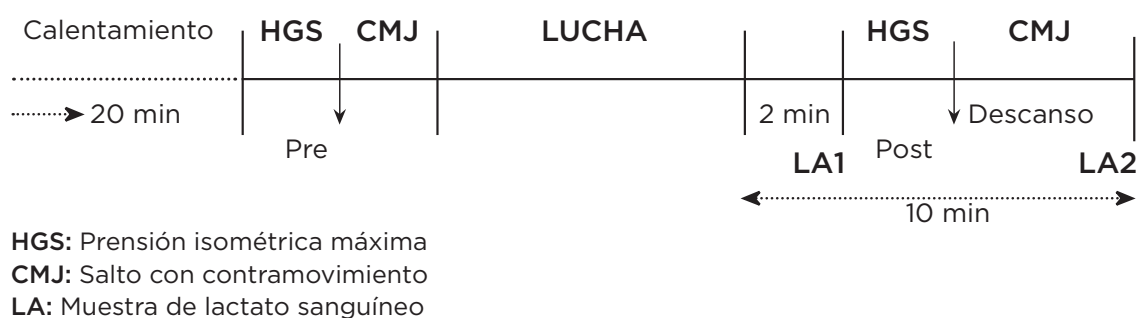 Calentamiento HGS CMJ LUCHA HGS CMJ
20 min 2 min Descanso
Pre Post
LA1 LA2
10 min
HGS: Prensión isométrica máxima
CMJ: Salto con contramovimiento
LA: Muestra de lactato sanguíneo